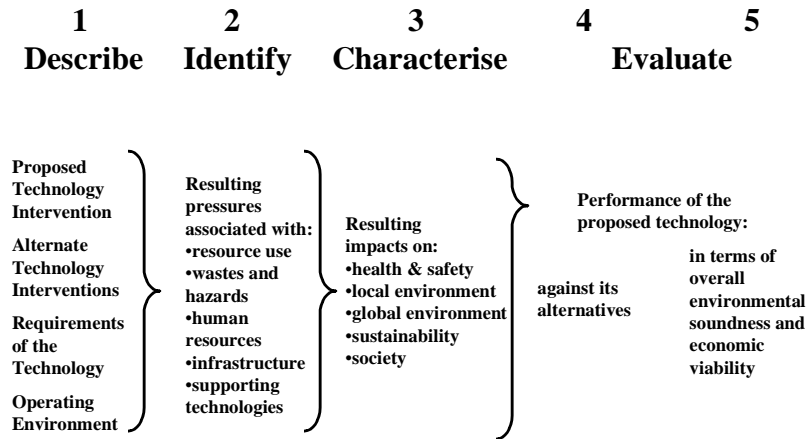 1
Describe
2
Identify
3
Characterise
4
5
Evaluate
Proposed
Technology
Intervention
Alternate
Technology
Interventions
Requirements
of the
Technology
Operating
Environment
Resulting
pressures
associated with:
•resource use
•wastes and
hazards
•human
resources
•infrastructure
•supporting
technologies
Resulting
impacts on:
•health & safety
•local environment
•global environment
•sustainability
•society
Performance of the
proposed technology:
against its
alternatives
in terms of
overall
environmental
soundness and
economic
viability